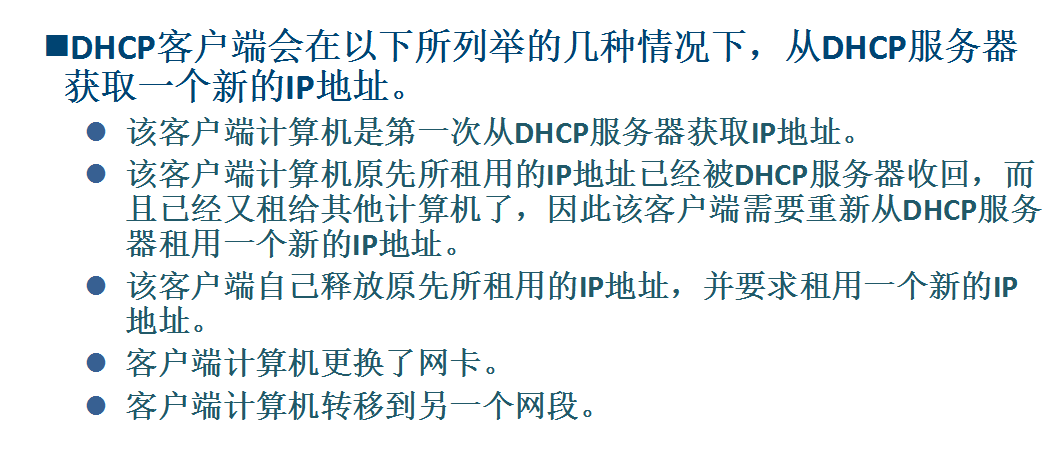 ■DHCP客户端会在以下所列举的几种情况下，从DHCP服务器
获取一个新的IP地址。
● 该客户端计算机是第一次从DHCP服务器获取IP地址。
● 该客户端计算机原先所租用的IP地址已经被DHCP服务器收回，而
且已经又租给其他计算机了，因此该客户端需要重新从DHCP服务
器租用一个新的IP地址。
● 该客户端自己释放原先所租用的IP地址，并要求租用一个新的IP
地址。
● 客户端计算机更换了网卡。
● 客户端计算机转移到另一个网段。